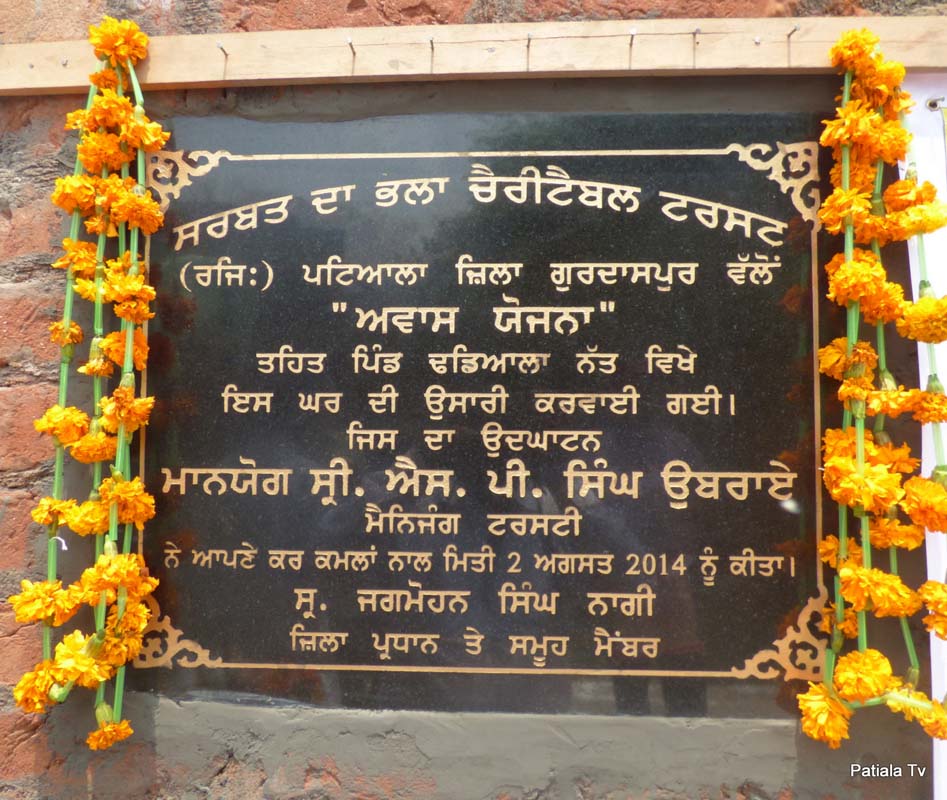 ਸਰਬਤ ਦਾ ਭਲਾ ਚੈਰੀਟੈਬਲ ਟਰਸਟ
(ਰਜਿ:) ਪਟਿਆਲਾ ਜ਼ਿਲਾ ਗੁਰਦਾਸਪੁਰ ਵੱਲੋਂ
"ਅਵਾਸ ਯੋਜਨਾ"
ਤਹਿਤ ਪਿੰਡ ਢਡਿਆਲਾ ਨੱਤ ਵਿਖੇ
ਇਸ ਘਰ ਦੀ ਉਸਾਰੀ ਕਰਵਾਈ ਗਈ।
ਜਿਸ ਦਾ ਉਦਘਾਟਨ
ਮਾਨਯੋਗ ਸ੍ਰੀ. ਐਸ. ਪੀ. ਸਿੰਘ ਉਬਰਾਏ
ਮੈਨਿਜੰਗ ਟਰਸਟੀ
ਨੇ ਆਪਣੇ ਕਰ ਕਮਲਾਂ ਨਾਲ ਮਿਤੀ 2 ਅਗਸਤ 2014 ਨੂੰ ਕੀਤਾ।
ਸ੍ਰ. ਜਗਮੋਹਨ ਸਿੰਘ ਨਾਗੀ
ਜ਼ਿਲਾ ਪ੍ਰਧਾਨ ਤੇ ਸਮੂਹ ਮੈਂਬਰ
Patiala Tv